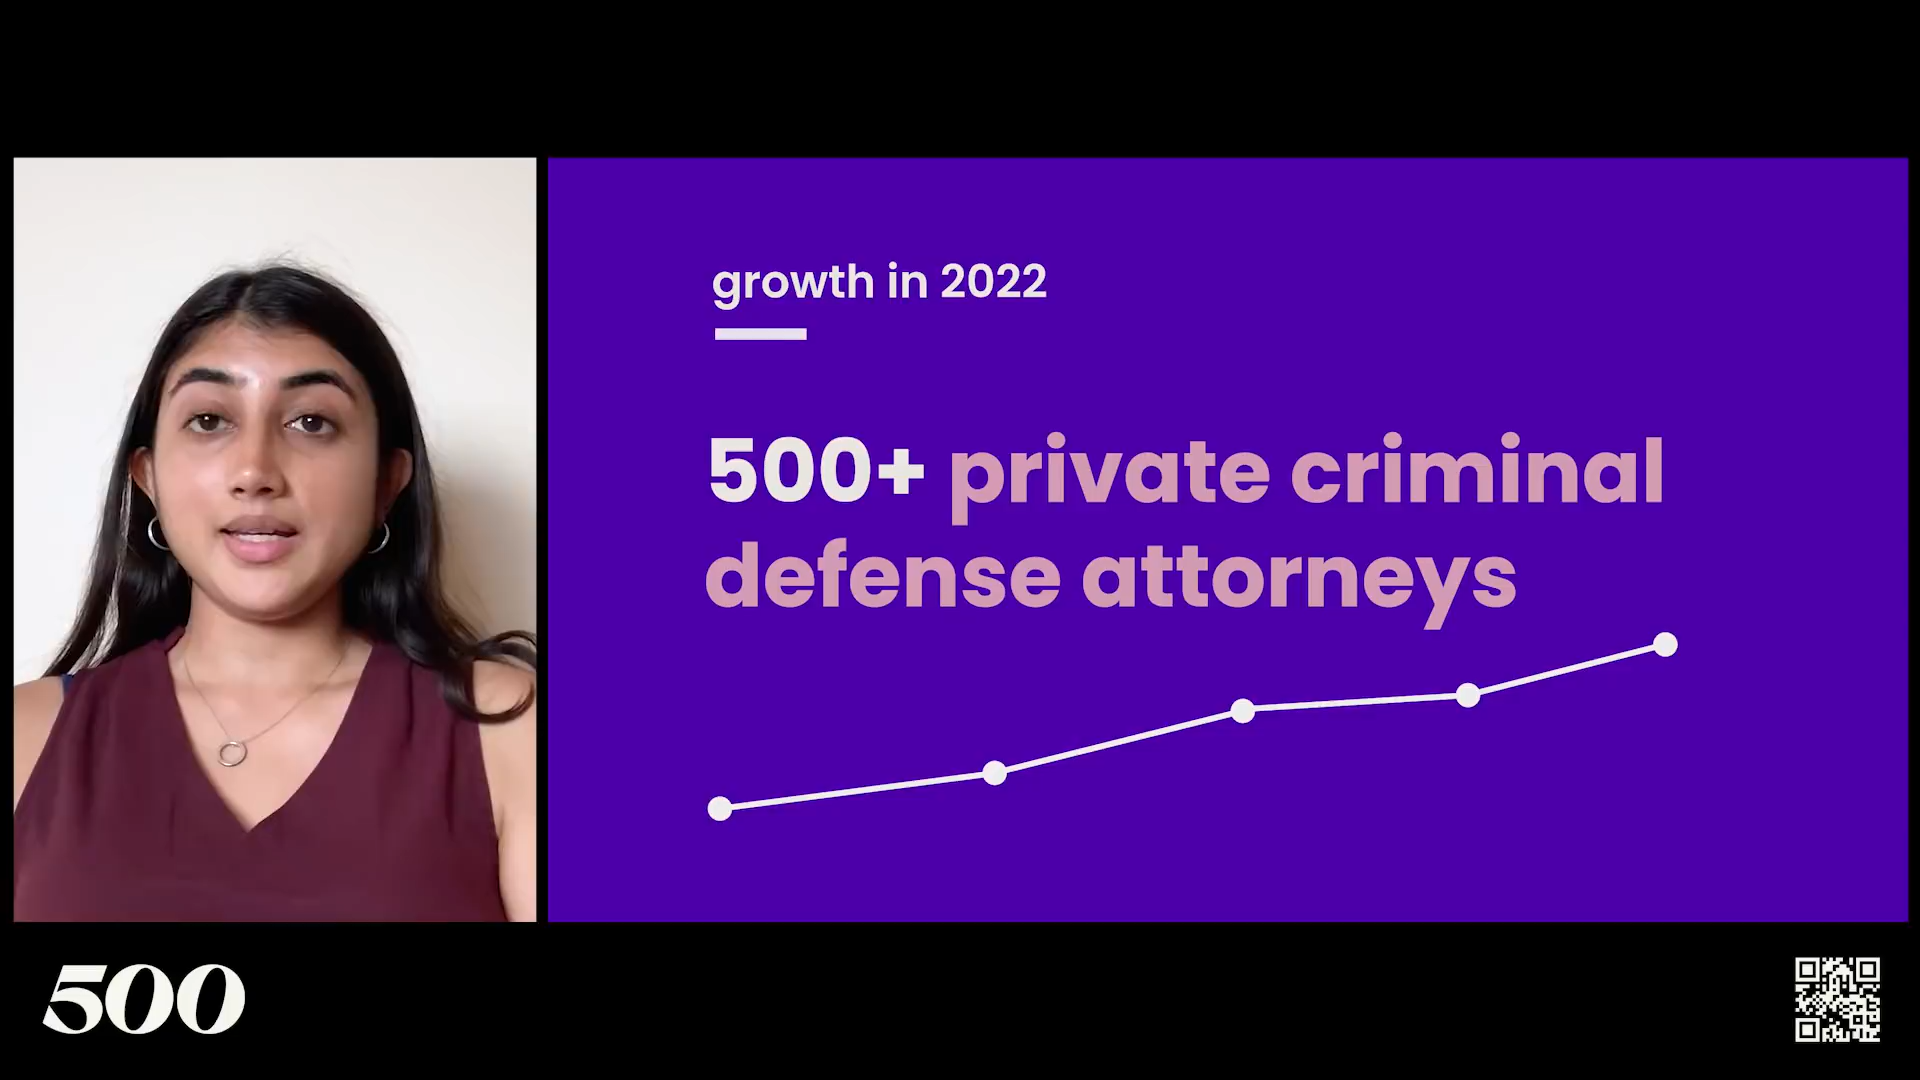 growth in 2022
500+ private criminal
defense attorneys
500